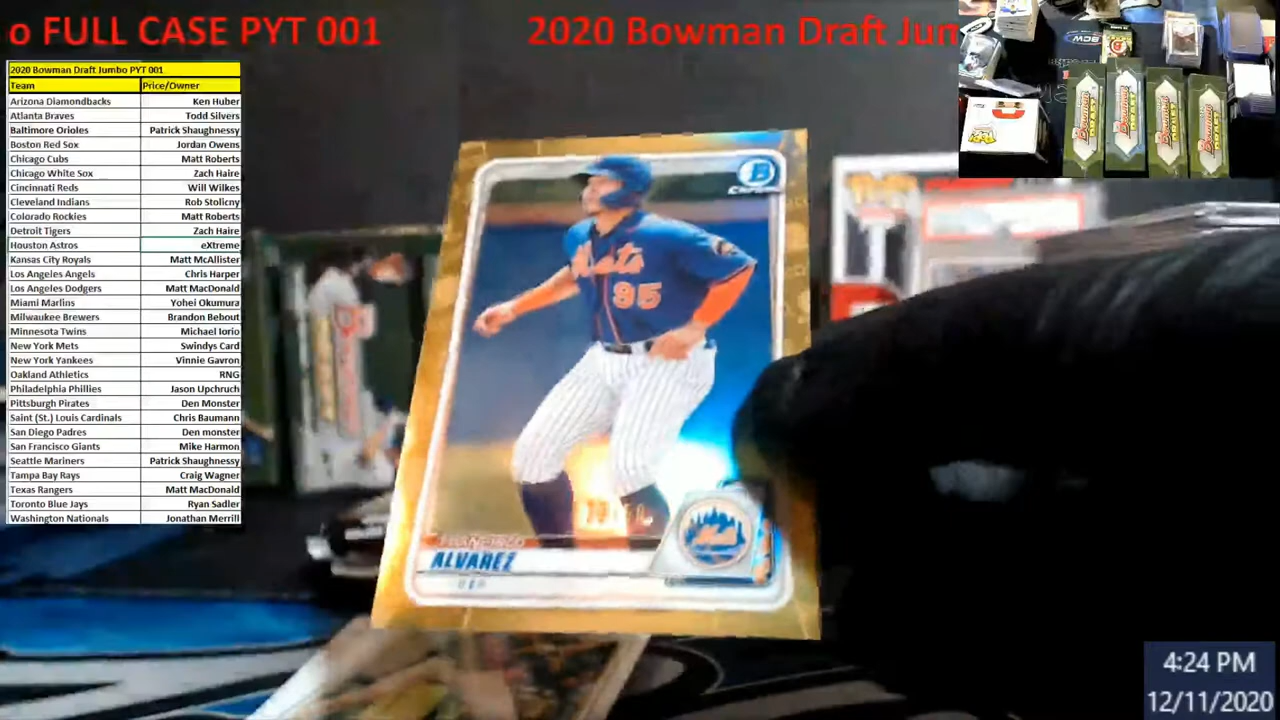 o FULL CASE PYT 001
2020 Bowman Draft Jum
2020 Bowman Draft Jumbo PYT 001
Team Price/Owner
Arizona Diamondbacks Ken Huber
Atlanta Braves Todd Silvers
Baltimore Orioles Patrick Shaughnessy
Boston Red Sox Jordan Owens
Chicago Cubs Matt Roberts
Chicago White Sox Zach Haire
Cincinnati Reds Will Wilkes
Cleveland Indians Rob Stolicny
Colorado Rockies Matt Roberts
Detroit Tigers Zach Haire
Houston Astros eXtreme
Kansas City Royals Matt McAllister
Los Angeles Angels Chris Harper
Los Angeles Dodgers Matt MacDonald
Miami Marlins Yohei Okumura
Milwaukee Brewers Brandon Bebout
Minnesota Twins Michael Iorio
New York Mets Swindys Card
New York Yankees Vinnie Gavron
Oakland Athletics RNG
Philadelphia Phillies Jason Upchruch
Pittsburgh Pirates Den Monster
Saint (St.) Louis Cardinals Chris Baumann
San Diego Padres Den monster
San Francisco Giants Mike Harmon
Seattle Mariners Patrick Shaughnessy
Tampa Bay Rays Craig Wagner
Texas Rangers Matt MacDonald
Toronto Blue Jays Ryan Sadler
Washington Nationals Jonathan Merrill
B
Chrome
Mets
95
FRANCISCO
ALVAREZ
Mets
Bowman
Bowman
Bowman
Bowman
4:24 PM
12/11/2020